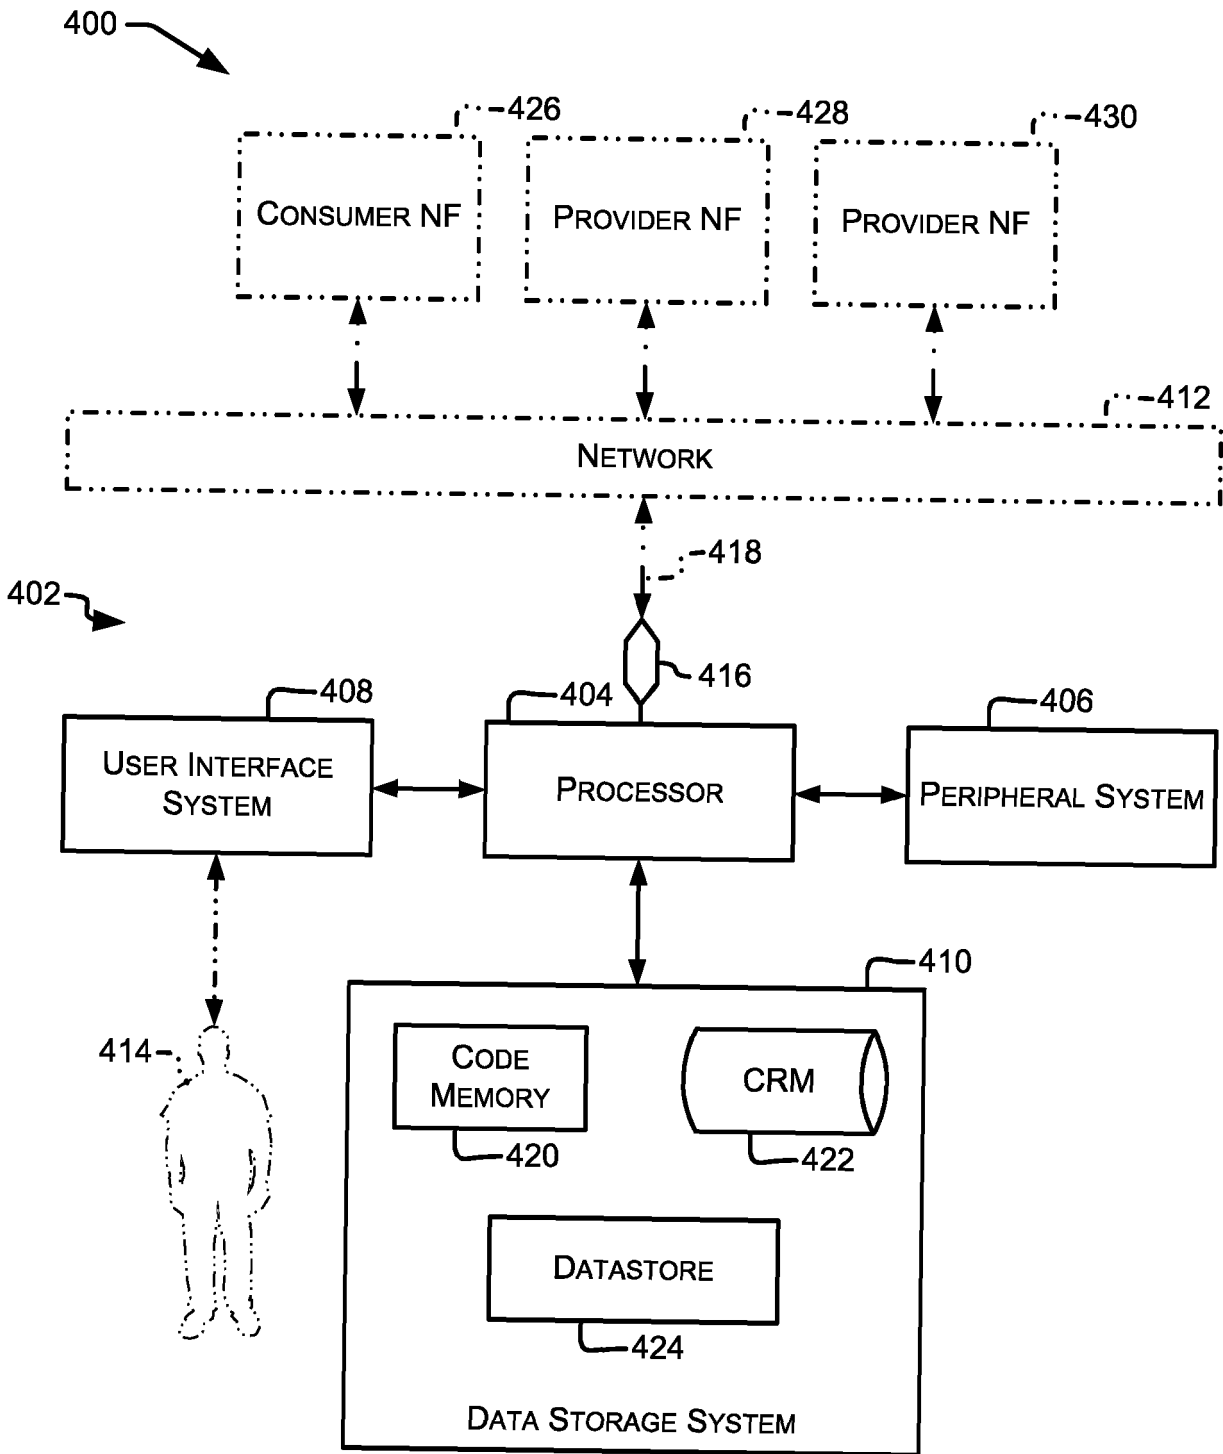 400
426
428
430
CONSUMER NF
PROVIDER NF
PROVIDER NF
412
NETWORK
418
402
416
408
404
406
USER INTERFACE
SYSTEM
PROCESSOR
PERIPHERAL SYSTEM
410
414
CODE
MEMORY
CRM
420
422
DATASTORE
424
DATA STORAGE SYSTEM